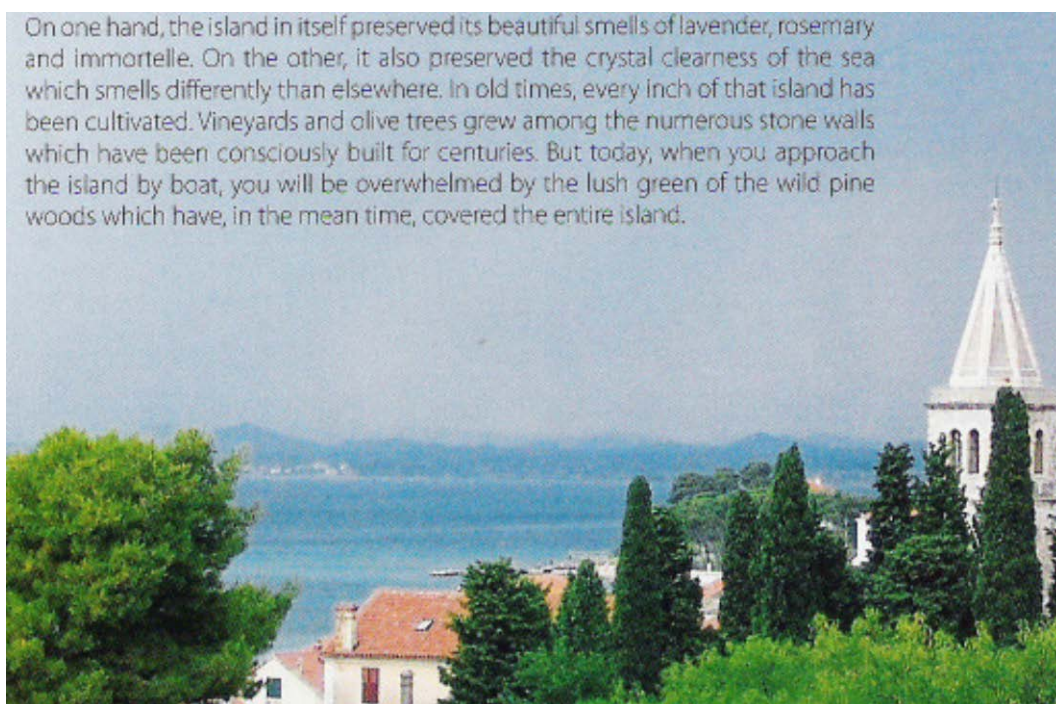 On one hand, the island in itself preserved its beautiful smells of lavender, rosemary
and immortelle. On the other, it also preserved the crystal clearness of the sea
which smells differently than elsewhere. In old times, every inch of that island has
been cultivated. Vineyards and olive trees grew among the numerous stone walls
which have been consciously built for centuries. But today, when you approach
the island by boat, you will be overwhelmed by the lush green of the wild pine
woods which have, in the mean time, covered the entire island.